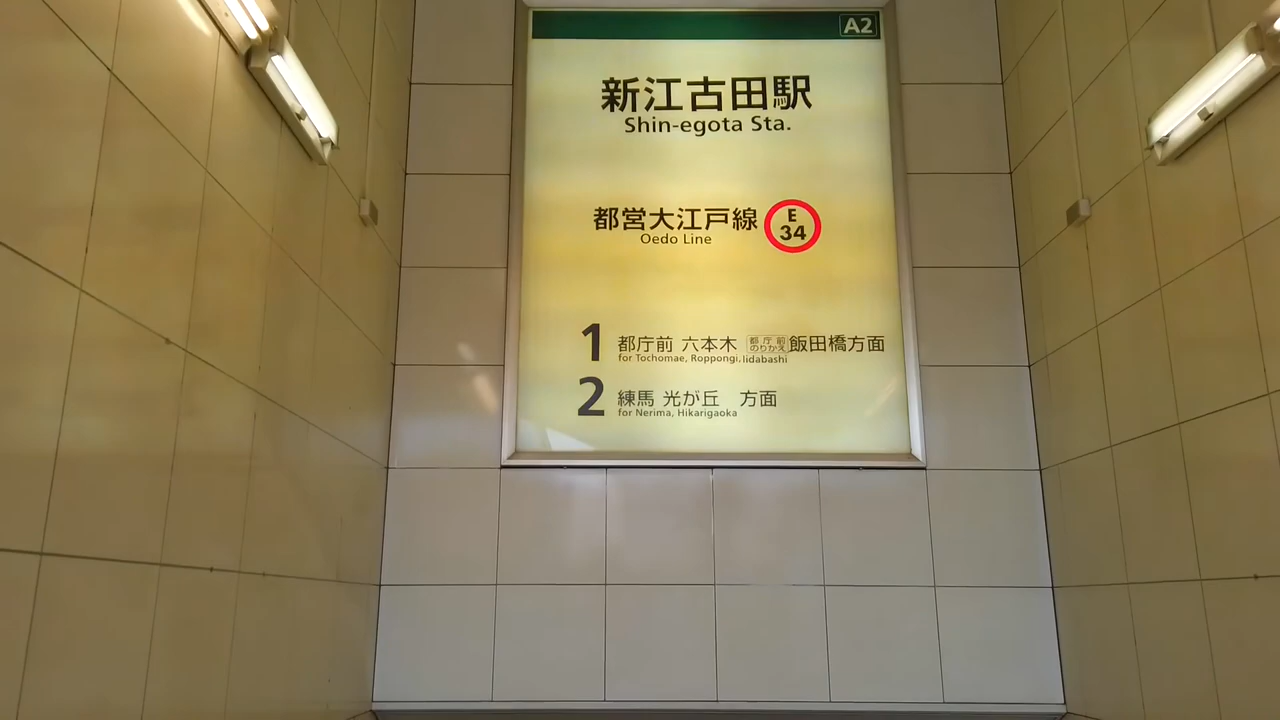 A2
新江古田駅
Shin-egota Sta.
都営大江戸線 E 34
Oedo Line
1 都庁前 六本木 都庁前のりかえ 飯田橋方面
for Tochomae, Roppongi, Iidabashi
2 練馬 光が丘 方面
for Nerima, Hikarigaoka